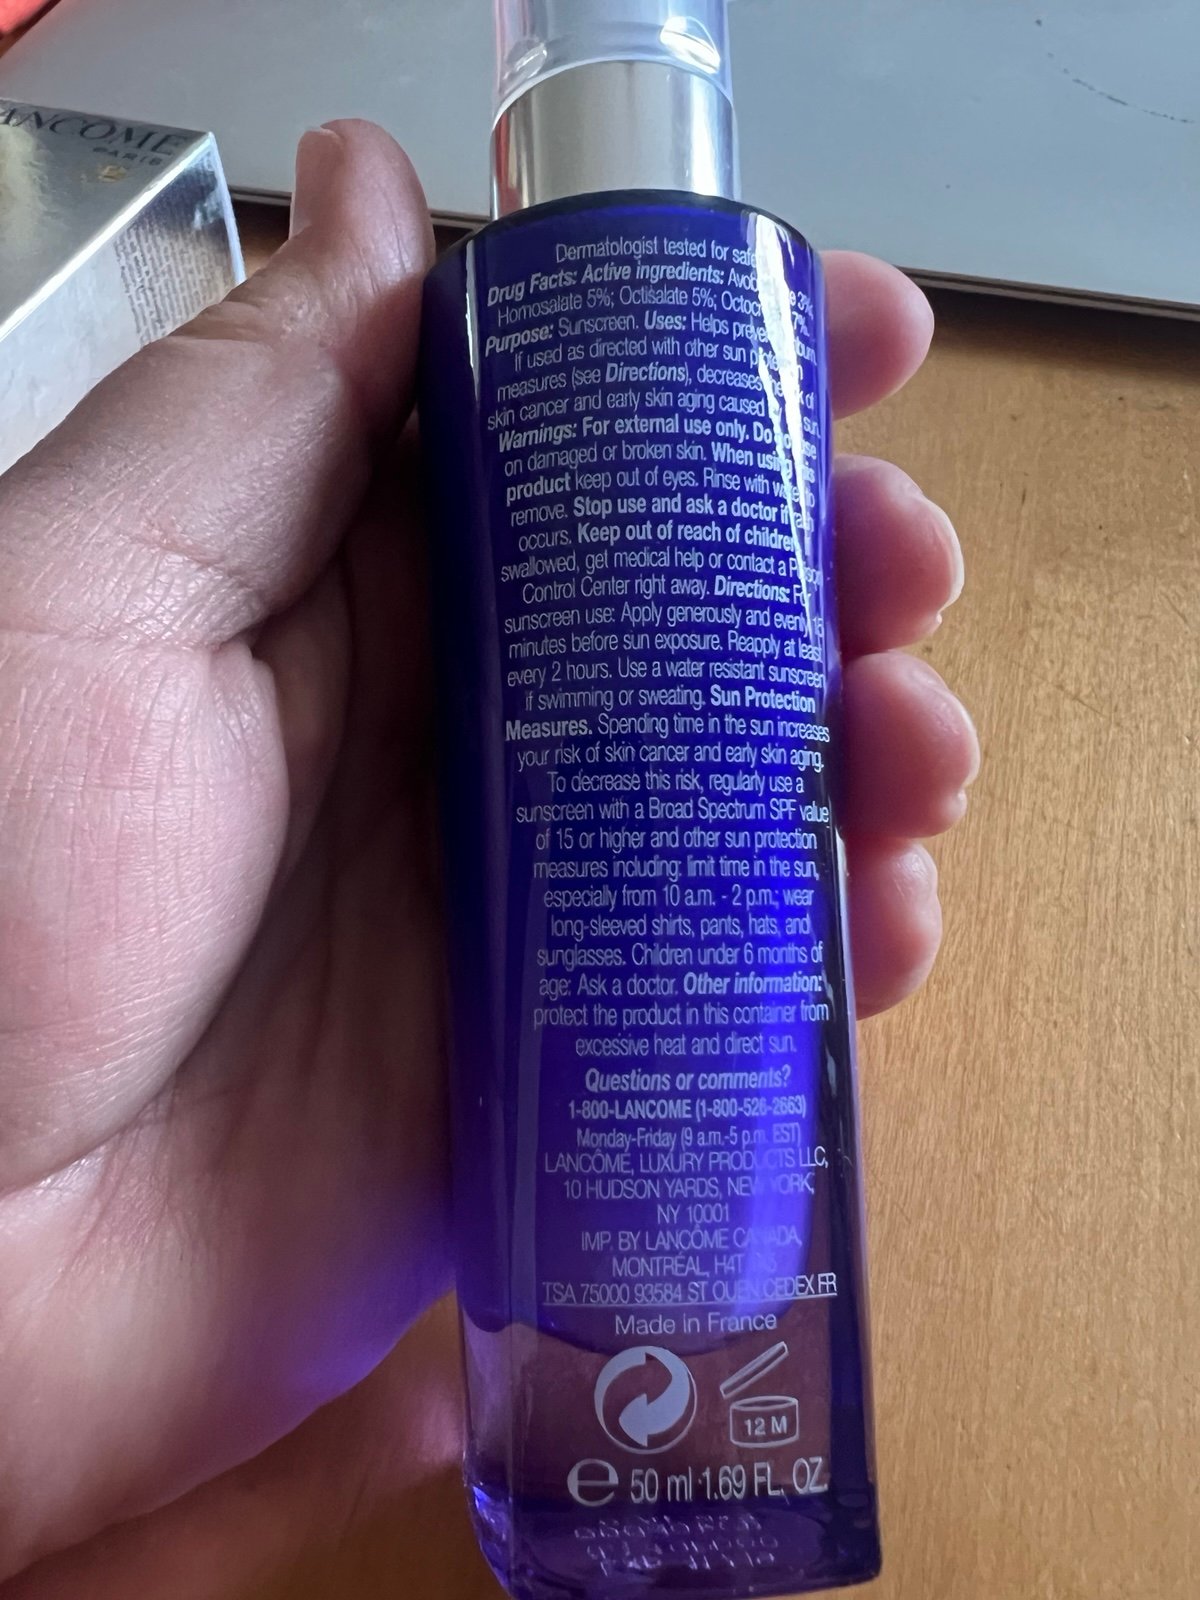 LANCÔME
PARIS
Dermatologist tested for
Drug Facts: Active ingredients: 3%;
Homosalate 5%; Octisalate 5%; 7%.
Purpose: Sunscreen. Uses: Helps
If used as directed with other sun
measures (see Directions), decreases of
skin cancer and early skin aging caused sun.
Warnings: For external use only. Do
on damaged or broken skin. When using
product keep out of eyes. Rinse with to
remove. Stop use and ask a doctor if
occurs. Keep out of reach of children.
swallowed, get medical help or contact a
Control Center right away. Directions: For
sunscreen use: Apply generously and evenly 15
minutes before sun exposure. Reapply at least
every 2 hours. Use a water resistant sunscreen
if swimming or sweating. Sun Protection
Measures. Spending time in the sun increases
your risk of skin cancer and early skin aging.
To decrease this risk, regularly use a
sunscreen with a Broad Spectrum SPF value
of 15 or higher and other sun protection
measures including: limit time in the sun,
especially from 10 a.m. - 2 p.m.; wear
long-sleeved shirts, pants, hats, and
sunglasses. Children under 6 months of
age: Ask a doctor. Other information:
protect the product in this container from
excessive heat and direct sun.
Questions or comments?
1-800-LANCOME (1-800-526-2663)
Monday-Friday (9 a.m.-5 p.m. EST)
LANCÔME, LUXURY PRODUCTS LLC,
10 HUDSON YARDS, NEW YORK,
NY 10001
IMP. BY LANCÔME CANADA,
MONTRÉAL, H4T
TSA 75000 93584 ST OUEN CEDEX FR
Made in France
12 M
e 50 ml 1.69 FL. OZ.